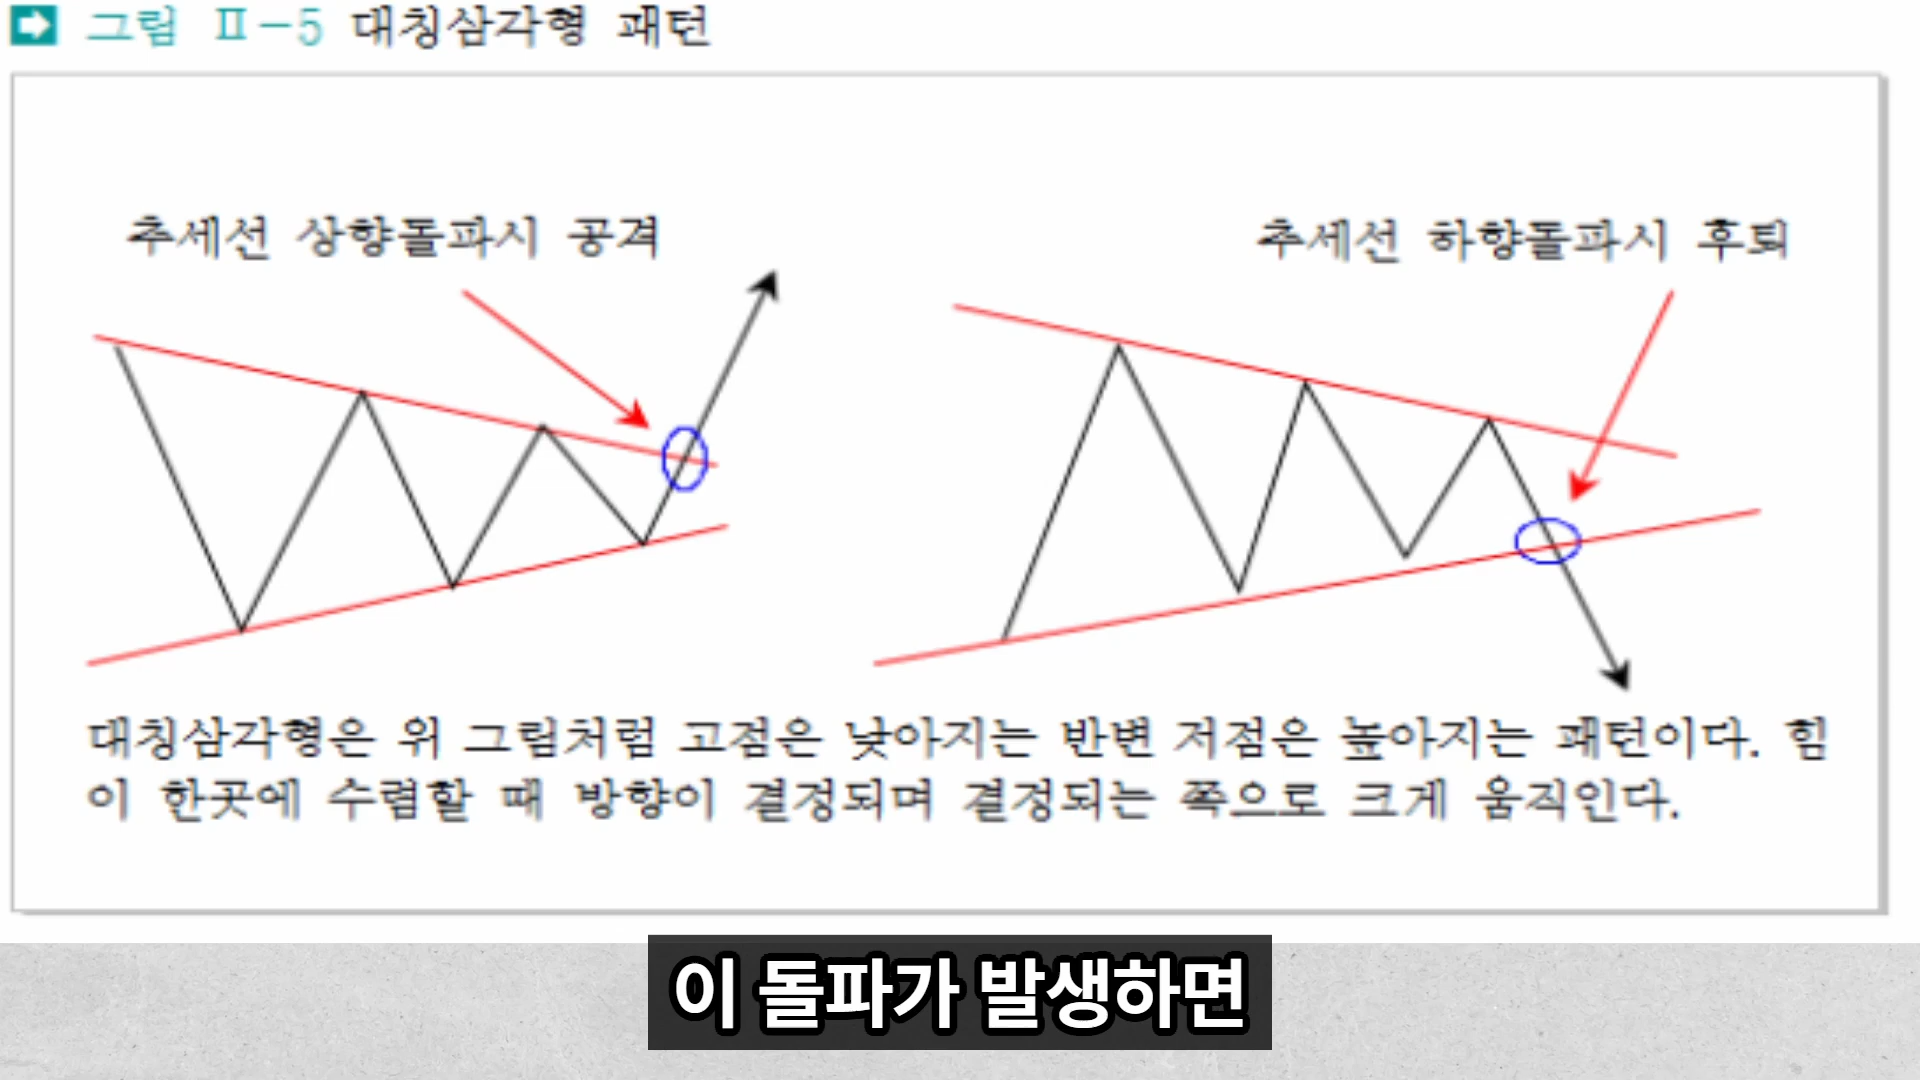 그림 Ⅱ-5 대칭삼각형 패턴
추세선 상향돌파시 공격
추세선 하향돌파시 후퇴
대칭삼각형은 위 그림처럼 고점은 낮아지는 반변 저점은 높아지는 패턴이다. 힘
이 한곳에 수렴할 때 방향이 결정되며 결정되는 쪽으로 크게 움직인다.
이 돌파가 발생하면